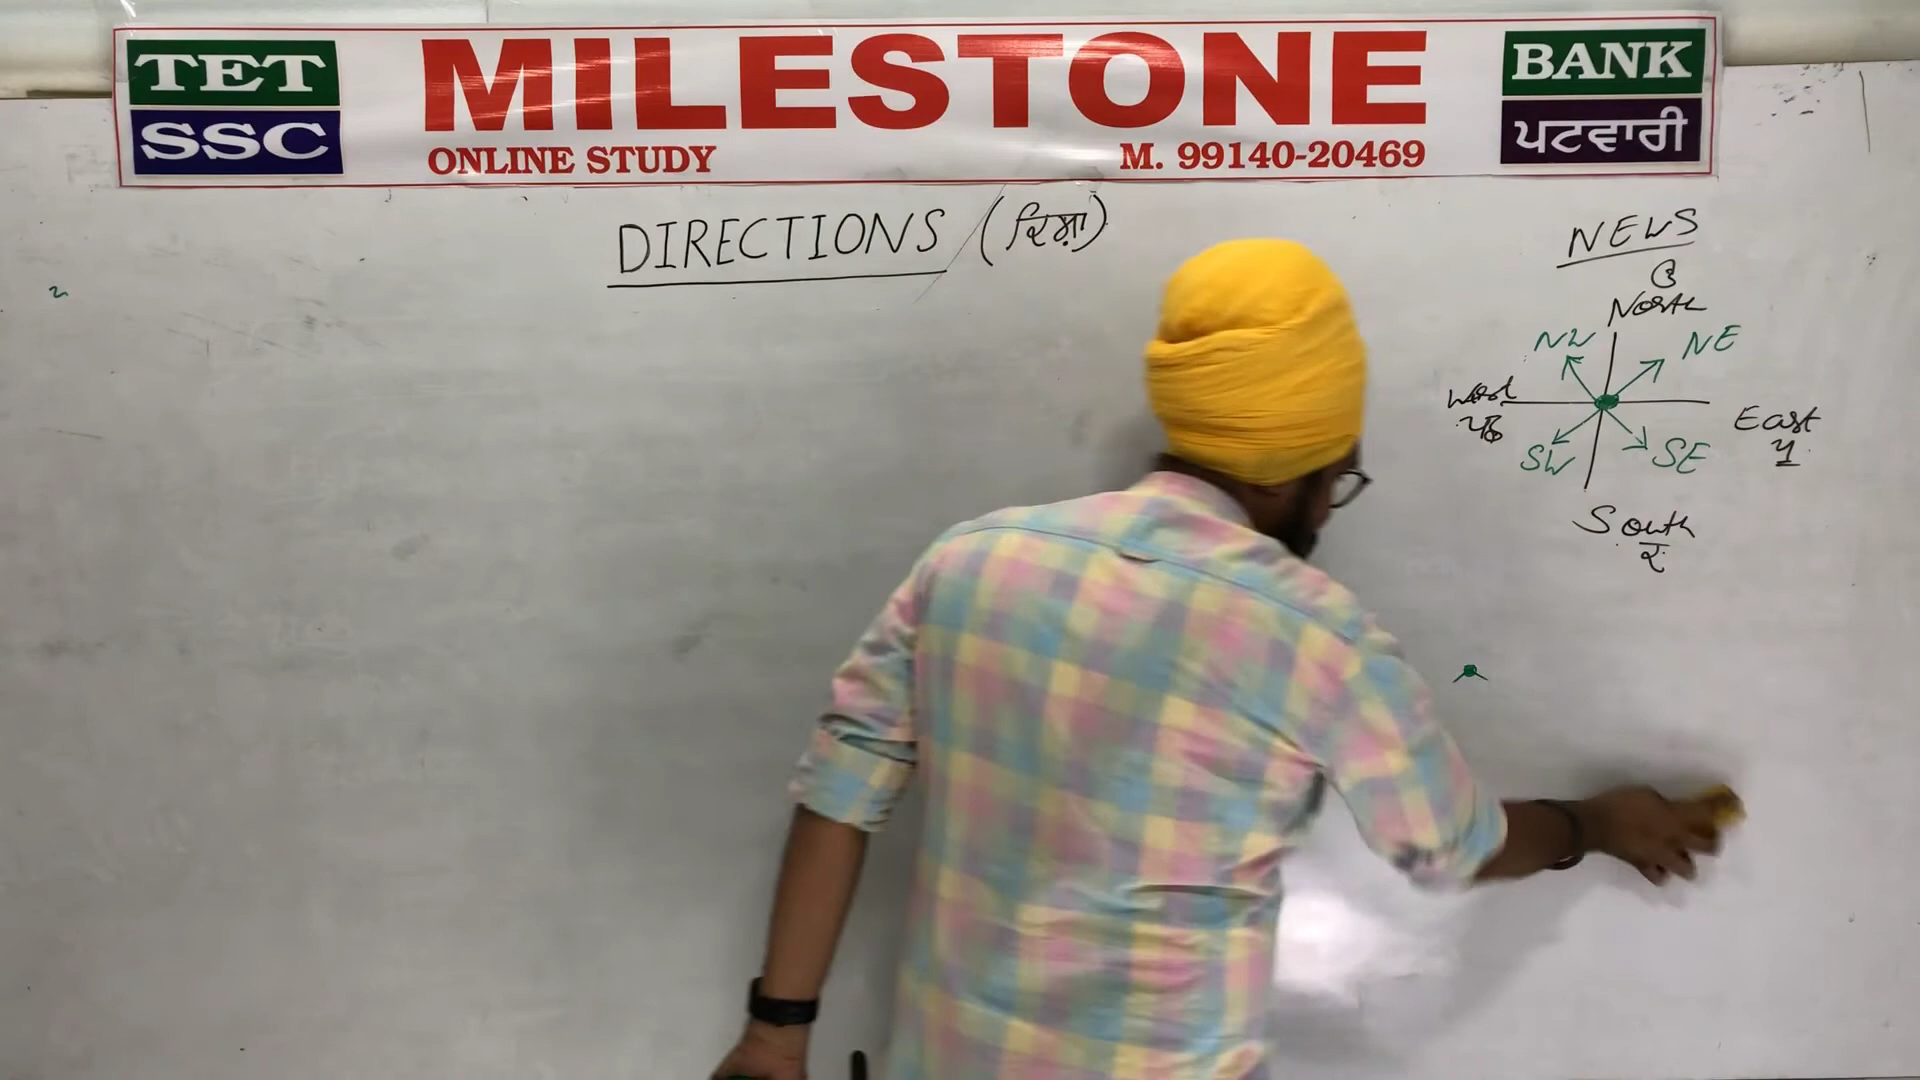 TET
SSC
MILESTONE
ONLINE STUDY
M. 99140-20469
BANK
ਪਟਵਾਰੀ
DIRECTIONS (ਦਿਸ਼ਾ)
NEWS
ੳ
North
NW
NE
West
East
ਪ
SW
SE
South
ਦ